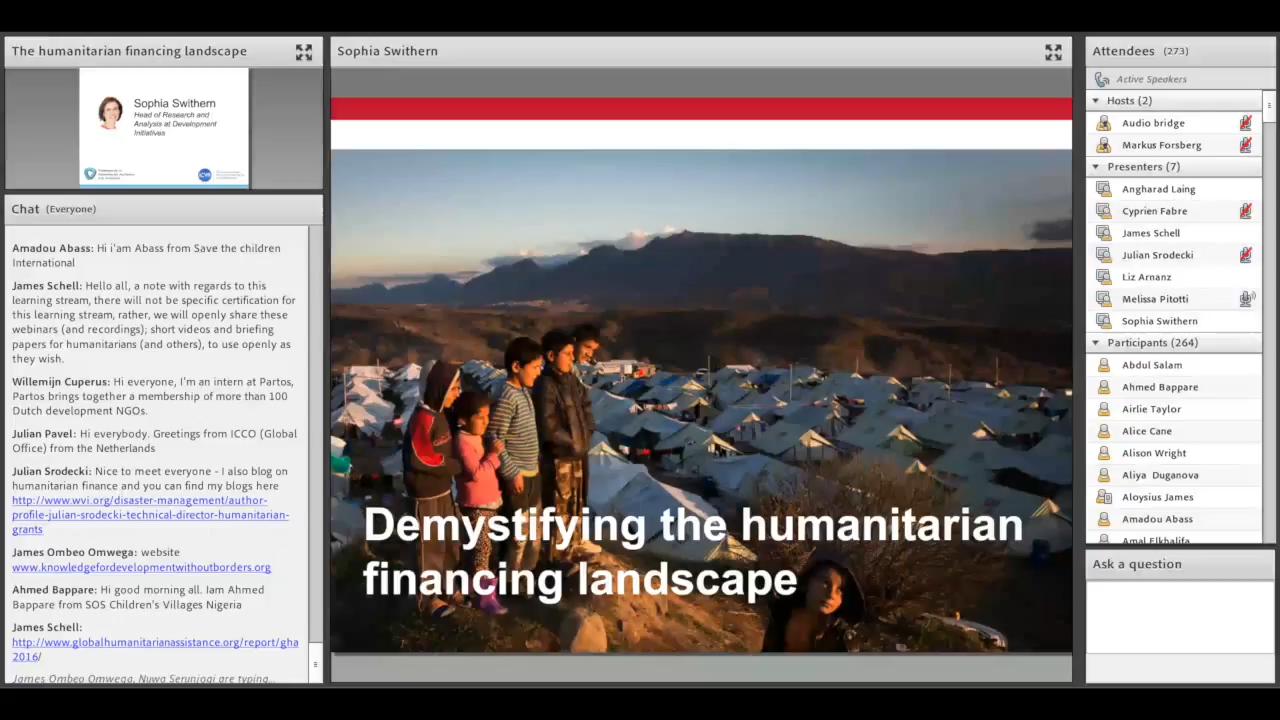 The humanitarian financing landscape
Sophia Swithern
Head of Research and
Analysis at Development
Initiatives
Chat (Everyone)
Amadou Abass: Hi i'am Abass from Save the children
International
James Schell: Hello all, a note with regards to this
learning stream, there will not be specific certification for
this learning stream, rather, we will openly share these
webinars (and recordings); short videos and briefing
papers for humanitarians (and others), to use openly as
they wish.
Willemijn Cuperus: Hi everyone, I'm an intern at Partos,
Partos brings together a membership of more than 100
Dutch development NGOs.
Julian Pavel: Hi everybody. Greetings from ICCO (Global
Office) from the Netherlands
Julian Srodecki: Nice to meet everyone - I also blog on
humanitarian finance and you can find my blogs here
http://www.wvi.org/disaster-management/author-
profile-julian-srodecki-technical-director-humanitarian-
grants
James Ombeo Omwega: website
www.knowledgefordevelopmentwithoutborders.org
Ahmed Bappare: Hi good morning all. Iam Ahmed
Bappare from SOS Children's Villages Nigeria
James Schell:
http://www.globalhumanitarianassistance.org/report/gha
2016/
James Ombeo Omwega, Nuwa Serunjogi are typing...
Sophia Swithern
Demystifying the humanitarian
financing landscape
Attendees (273)
Active Speakers
Hosts (2)
Audio bridge
Markus Forsberg
Presenters (7)
Angharad Laing
Cyprien Fabre
James Schell
Julian Srodecki
Liz Arnanz
Melissa Pitotti
Sophia Swithern
Participants (264)
Abdul Salam
Ahmed Bappare
Airlie Taylor
Alice Cane
Alison Wright
Aliya Duganova
Aloysius James
Amadou Abass
Amal Elkhalifa
Ask a question